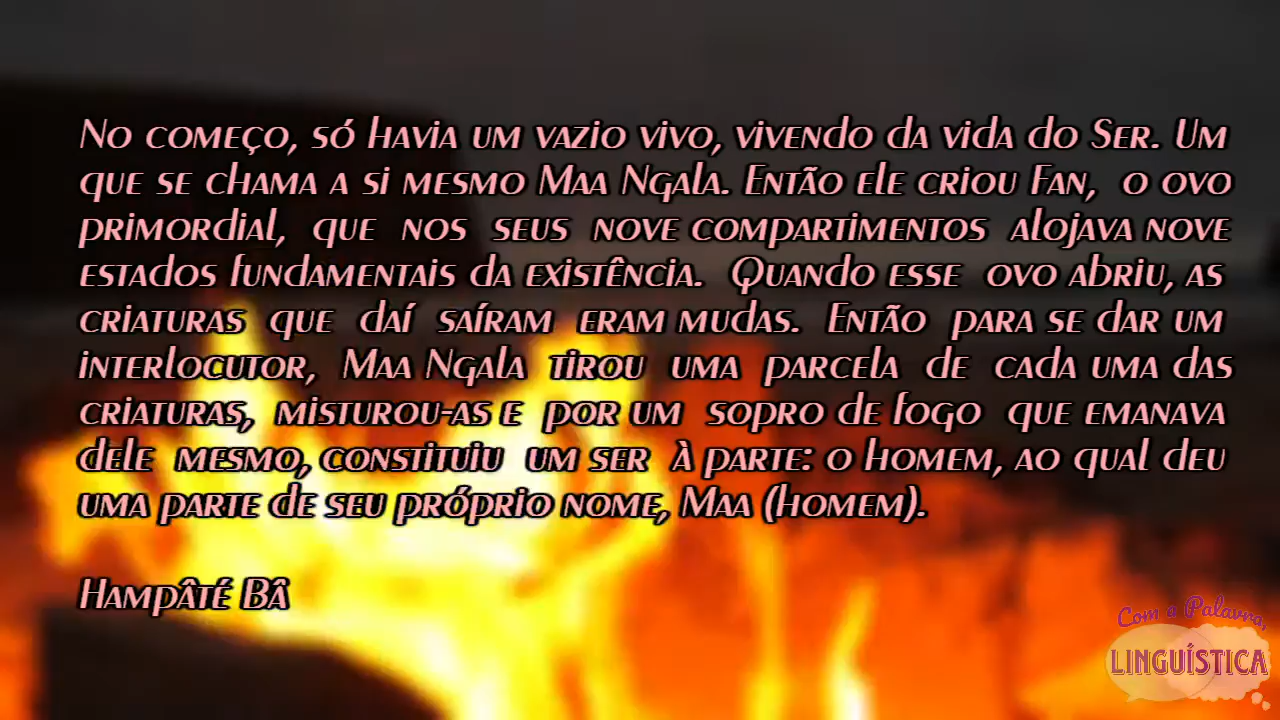 No começo, só havia um vazio vivo, vivendo da vida do Ser. Um
que se chama a si mesmo Maa Ngala. Então ele criou Fan, o ovo
primordial, que nos seus nove compartimentos alojava nove
estados fundamentais da existência. Quando esse ovo abriu, as
criaturas que daí saíram eram mudas. Então para se dar um
interlocutor, Maa Ngala tirou uma parcela de cada uma das
criaturas, misturou-as e por um sopro de fogo que emanava
dele mesmo, constituiu um ser à parte: o homem, ao qual deu
uma parte de seu próprio nome, Maa (homem).
Hampâté Bâ
Com a Palavra,
LINGUÍSTICA